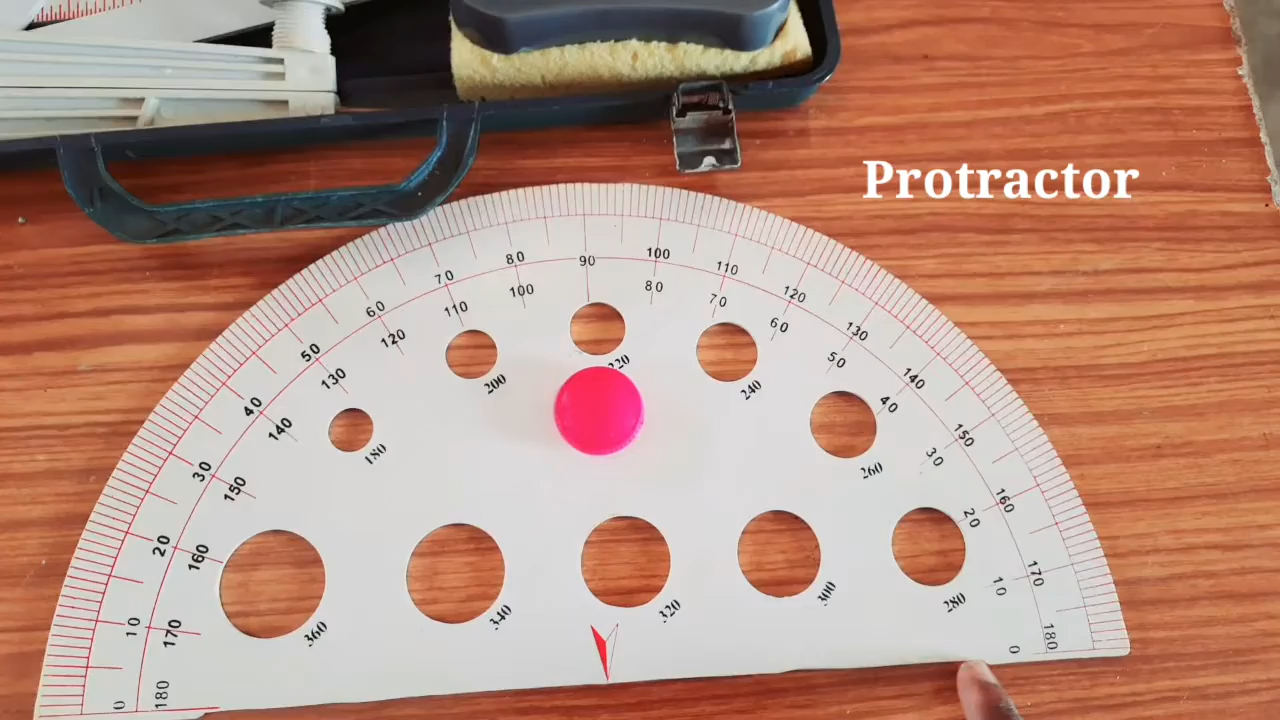 Protractor
0 10 20 30 40 50 60 70 80 90 100 110 120 130 140 150 160 170 180
180 170 160 150 140 130 120 110 100 80 70 60 50 40 30 20 10 0
180 200 220 240 260
360 340 320 300 280